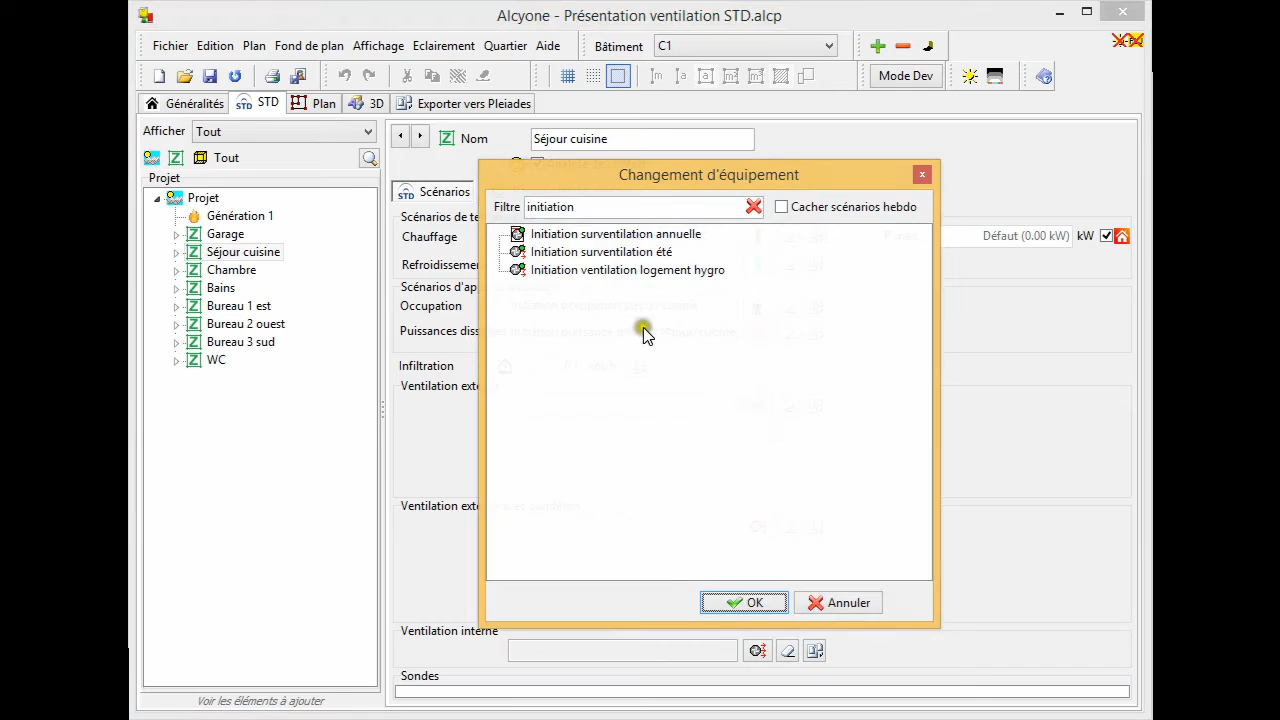 Alcyone - Présentation ventilation STD.alcp
Fichier Edition Plan Fond de plan Affichage Eclairement Quartier Aide Bâtiment C1
Mode Dev
Généralités STD Plan 3D Exporter vers Pleiades
Afficher Tout
Nom Séjour cuisine
Tout
Projet
Projet
Génération 1
Garage
Séjour cuisine
Chambre
Bains
Bureau 1 est
Bureau 2 ouest
Bureau 3 sud
WC
Voir les éléments à ajouter
STD Scénarios
Scénarios de te
Chauffage
Défaut (0.00 kW) kW
Refroidisseme
Scénarios d'ap
Occupation
Puissances diss
Infiltration
Ventilation exte
Ventilation exte
Ventilation interne
Sondes
Changement d'équipement
Filtre initiation Cacher scénarios hebdo
Initiation surventilation annuelle
Initiation surventilation été
Initiation ventilation logement hygro
OK Annuler